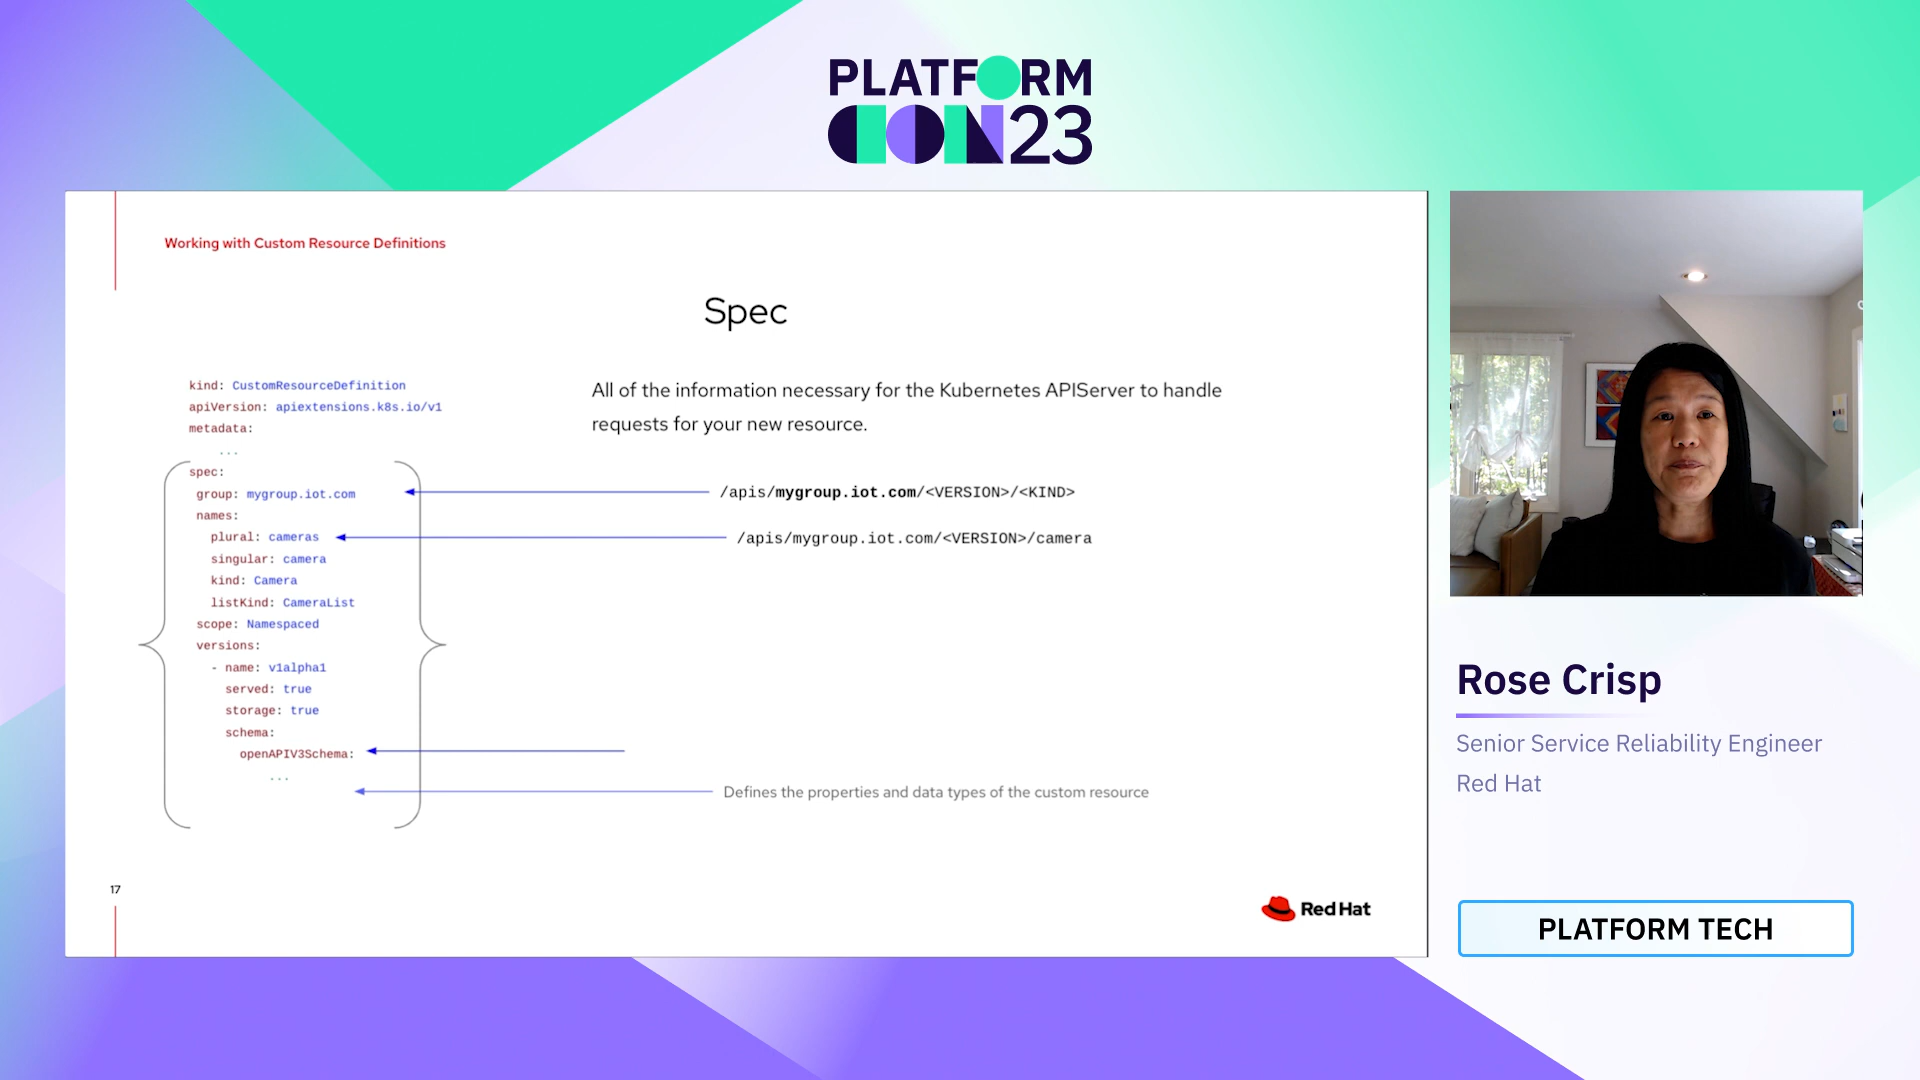 PLATFORM
CON23
Working with Custom Resource Definitions
Spec
kind: CustomResourceDefinition
apiVersion: apiextensions.k8s.io/v1
metadata:
...
spec:
group: mygroup.iot.com
names:
plural: cameras
singular: camera
kind: Camera
listKind: CameraList
scope: Namespaced
versions:
- name: v1alpha1
served: true
storage: true
schema:
openAPIV3Schema:
...
All of the information necessary for the Kubernetes APIServer to handle
requests for your new resource.
/apis/mygroup.iot.com/<VERSION>/<KIND>
/apis/mygroup.iot.com/<VERSION>/camera
Defines the properties and data types of the custom resource
17
Red Hat
Rose Crisp
Senior Service Reliability Engineer
Red Hat
PLATFORM TECH